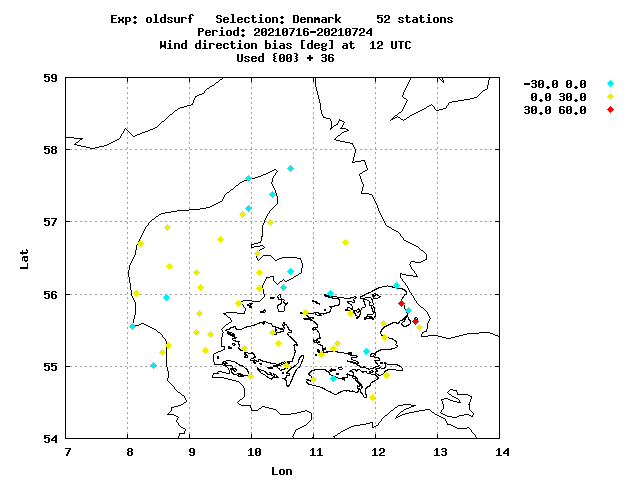 Exp: oldsurf   Selection: Denmark     52 stations
Period: 20210716-20210724
Wind direction bias [deg] at  12 UTC
Used {00} + 36
-30.0 0.0
0.0 30.0
30.0 60.0
59
58
57
56
55
54
Lat
7 8 9 10 11 12 13 14
Lon